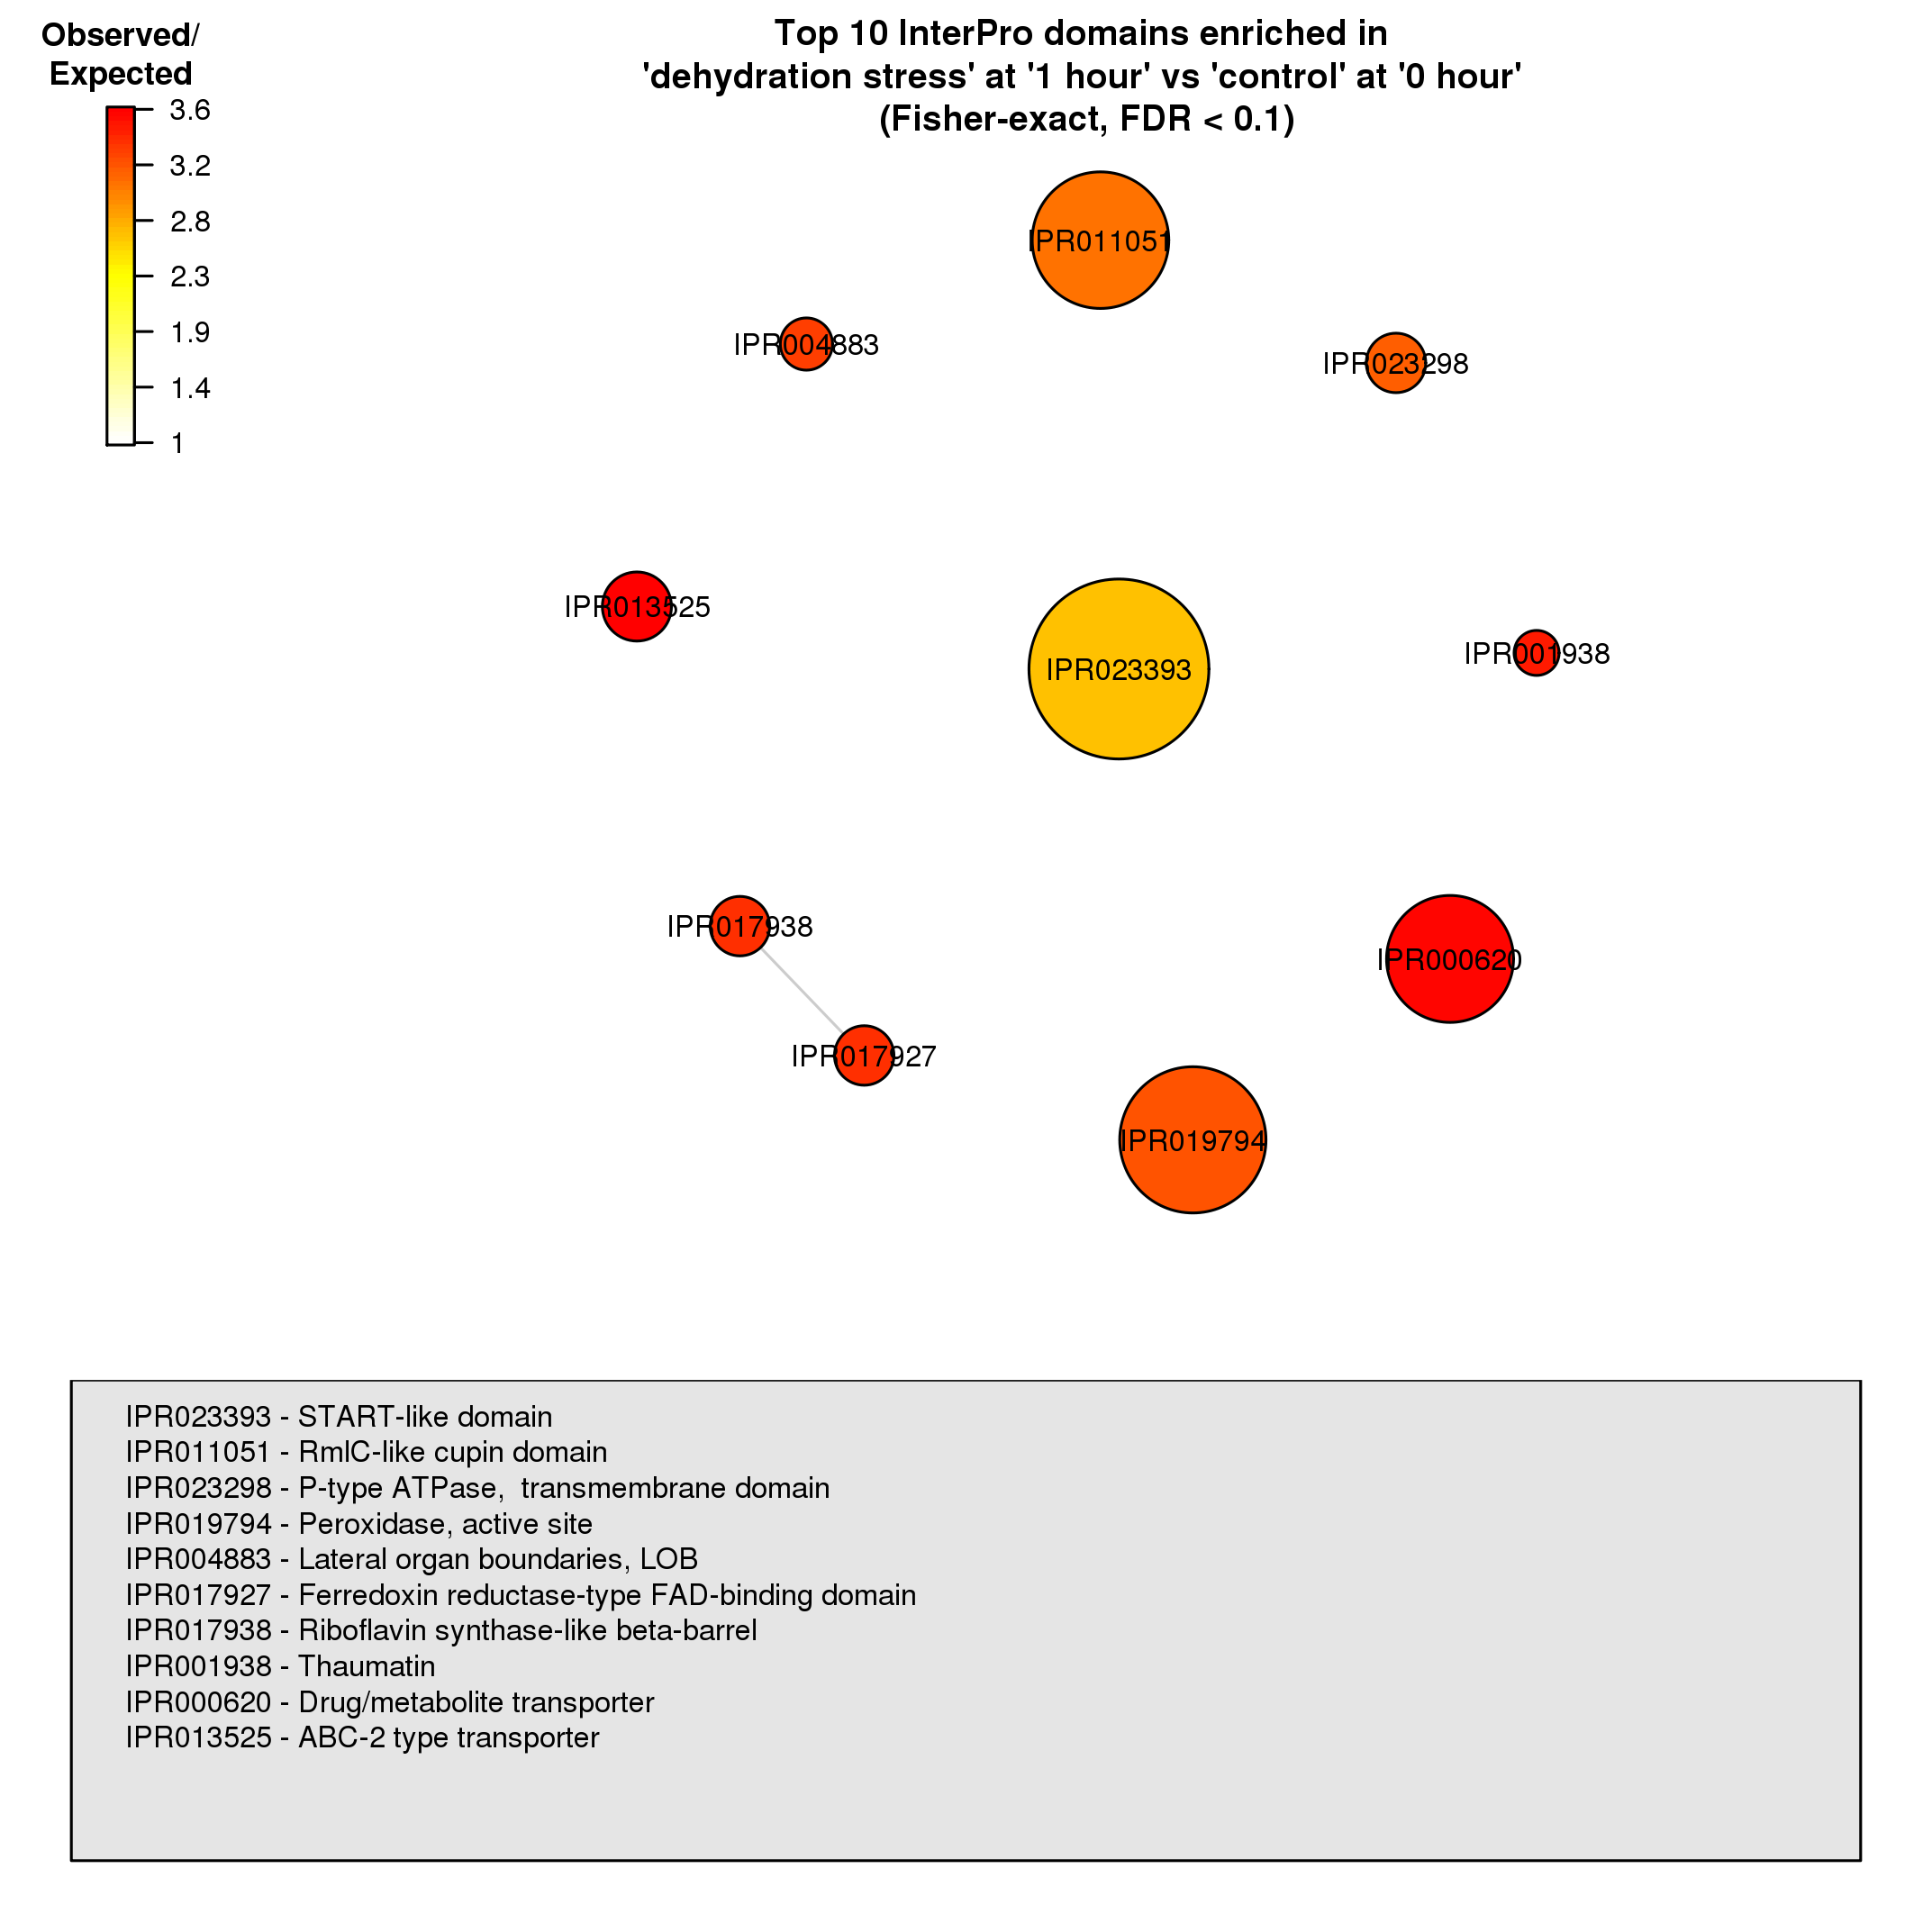 Observed/
Expected
3.6
3.2
2.8
2.3
1.9
1.4
1
Top 10 InterPro domains enriched in
'dehydration stress' at '1 hour' vs 'control' at '0 hour'
(Fisher-exact, FDR < 0.1)
IPR011051
IPR004883
IPR023298
IPR013525
IPR023393
IPR001938
IPR017938
IPR000620
IPR017927
IPR019794
IPR023393 - START-like domain
IPR011051 - RmlC-like cupin domain
IPR023298 - P-type ATPase,  transmembrane domain
IPR019794 - Peroxidase, active site
IPR004883 - Lateral organ boundaries, LOB
IPR017927 - Ferredoxin reductase-type FAD-binding domain
IPR017938 - Riboflavin synthase-like beta-barrel
IPR001938 - Thaumatin
IPR000620 - Drug/metabolite transporter
IPR013525 - ABC-2 type transporter